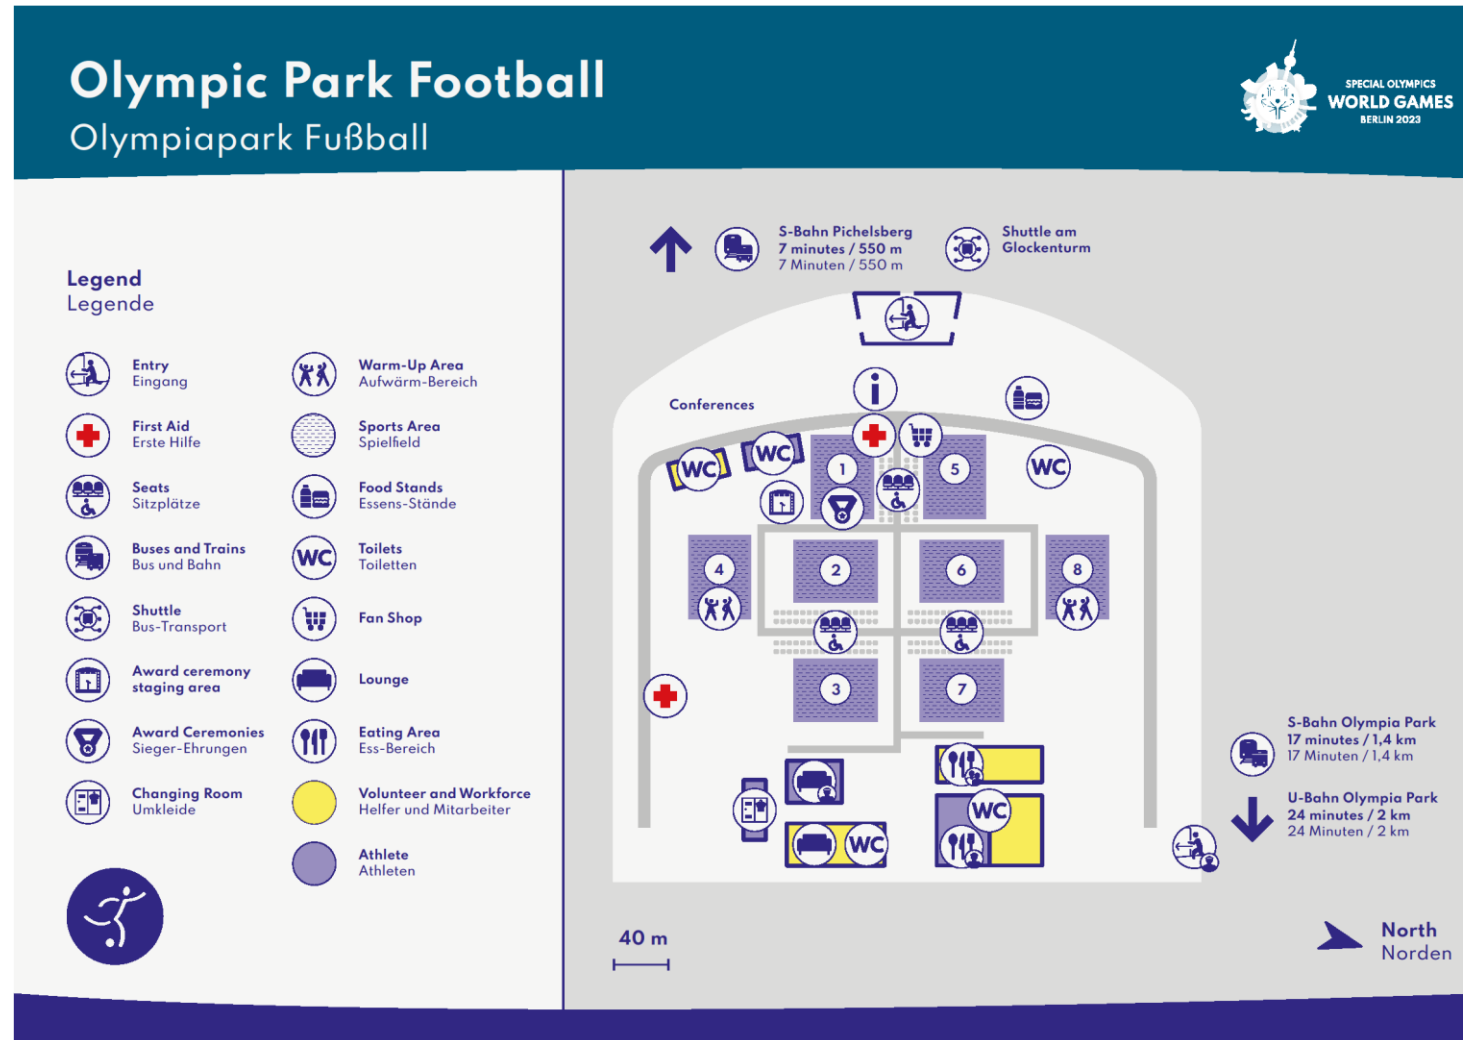 Olympic Park Football
Olympiapark Fußball
SPECIAL OLYMPICS
WORLD GAMES
BERLIN 2023
Legend
Legende
Entry
Eingang
First Aid
Erste Hilfe
Seats
Sitzplätze
Buses and Trains
Bus und Bahn
Shuttle
Bus-Transport
Award ceremony
staging area
Award Ceremonies
Sieger-Ehrungen
Changing Room
Umkleide
Warm-Up Area
Aufwärm-Bereich
Sports Area
Spielfield
Food Stands
Essens-Stände
WC
Toilets
Toiletten
Fan Shop
Lounge
Eating Area
Ess-Bereich
Volunteer and Workforce
Helfer und Mitarbeiter
Athlete
Athleten
S-Bahn Pichelsberg
7 minutes / 550 m
7 Minuten / 550 m
Shuttle am
Glockenturm
i
Conferences
WC
WC
1
5
WC
4
2
6
8
3
7
WC
WC
S-Bahn Olympia Park
17 minutes / 1,4 km
17 Minuten / 1,4 km
U-Bahn Olympia Park
24 minutes / 2 km
24 Minuten / 2 km
40 m
North
Norden